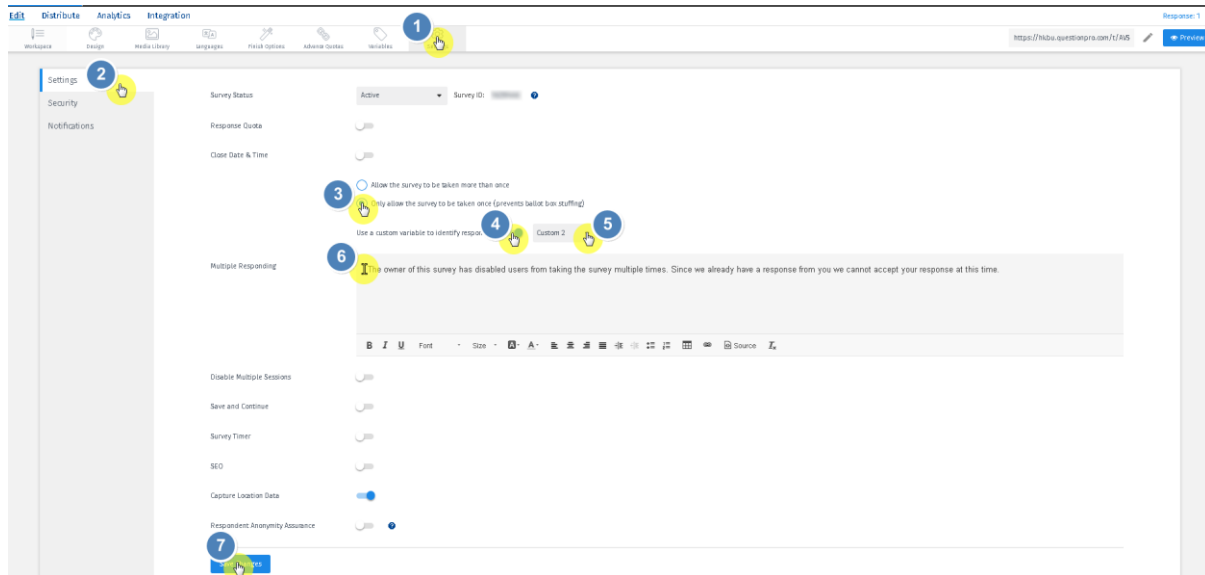 Edit Distribute Analytics Integration Response: 1
1
Workspace Design Media Library Languages Finish Options Advance Quotas Variables
https://hkbu.questionpro.com/t/AW5 Preview
Settings 2
Security
Notifications
Survey Status Active Survey ID:
Response Quota
Close Date & Time
Allow the survey to be taken more than once
3 Only allow the survey to be taken once (prevents ballot box stuffing)
Use a custom variable to identify 4 Custom 2 5
6
Multiple Responding The owner of this survey has disabled users from taking the survey multiple times. Since we already have a response from you we cannot accept your response at this time.
B I U Font Size A A Source Ix
Disable Multiple Sessions
Save and Continue
Survey Timer
SEO
Capture Location Data
Respondent Anonymity Assurance
7